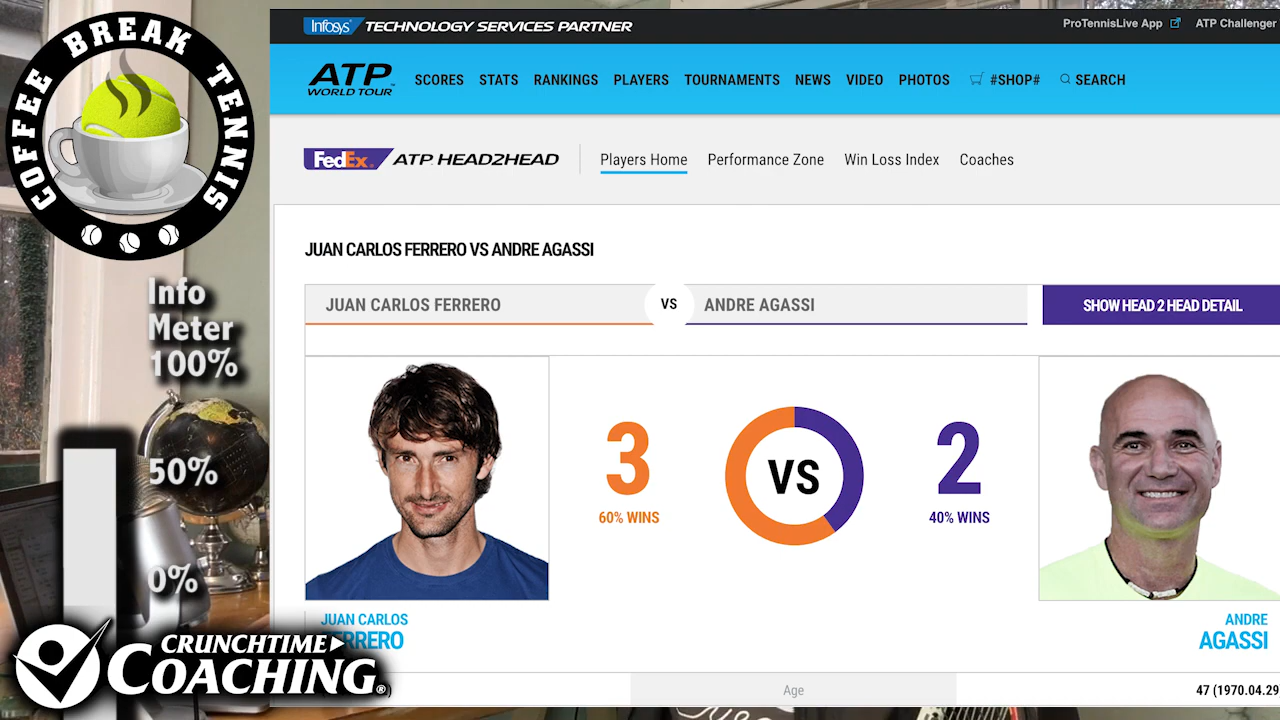 COFFEE BREAK TENNIS
Infosys TECHNOLOGY SERVICES PARTNER
ProTennisLive App ATP Challenger
ATP
WORLD TOUR
SCORES STATS RANKINGS PLAYERS TOURNAMENTS NEWS VIDEO PHOTOS #SHOP# SEARCH
FedEx ATP HEAD2HEAD
Players Home Performance Zone Win Loss Index Coaches
JUAN CARLOS FERRERO VS ANDRE AGASSI
JUAN CARLOS FERRERO VS ANDRE AGASSI SHOW HEAD 2 HEAD DETAIL
Info
Meter
100%
50%
0%
3 VS 2
60% WINS 40% WINS
JUAN CARLOS ANDRE
FERRERO AGASSI
CRUNCHTIME
COACHING®
Age 47 (1970.04.29